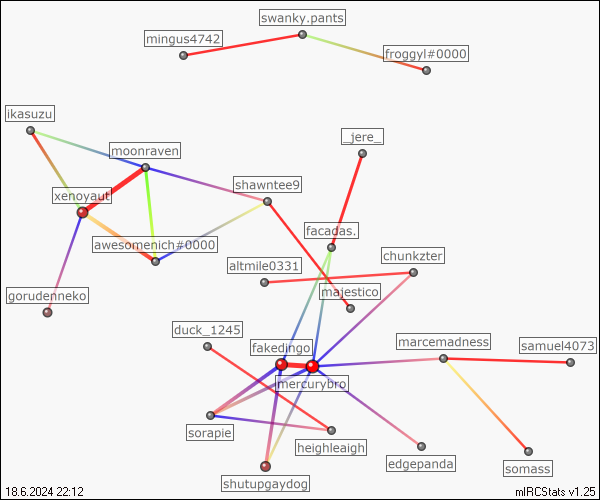 swanky.pants
mingus4742
froggyl#0000
ikasuzu
_jere_
moonraven
shawntee9
xenoyaut
facadas.
awesomenich#0000
chunkzter
altmile0331
gorudenneko
majestico
duck_1245
marcemadness
samuel4073
fakedingo
mercurybro
sorapie
heighleaigh
edgepanda
somass
shutupgaydog
18.6.2024 22:12
mIRCStats v1.25